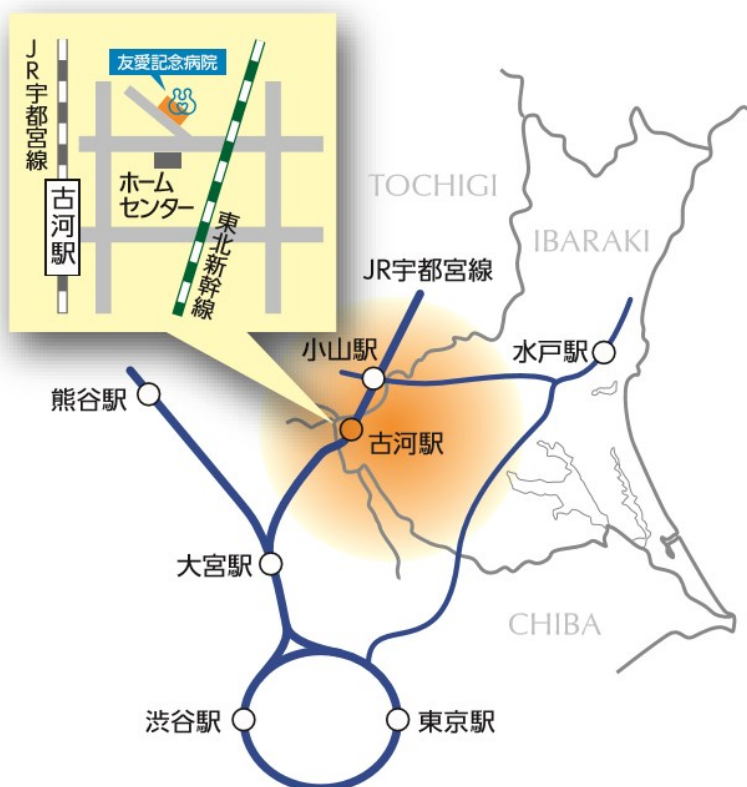 友愛記念病院
JR宇都宮線
古河駅
ホーム
センター
東北新幹線
TOCHIGI
IBARAKI
JR宇都宮線
小山駅
水戸駅
熊谷駅
古河駅
大宮駅
CHIBA
渋谷駅
東京駅